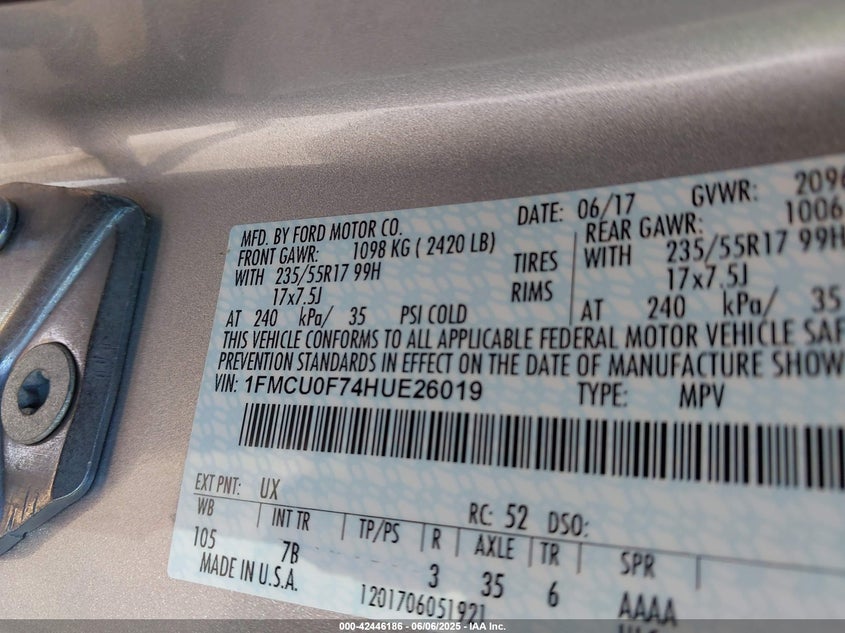 MFD. BY FORD MOTOR CO. DATE: 06/17 GVWR: 2096
FRONT GAWR: 1098 KG ( 2420 LB) REAR GAWR: 1006
WITH 235/55R17 99H TIRES WITH 235/55R17 99H
17x7.5J RIMS 17x7.5J
AT 240 kPa/ 35 PSI COLD AT 240 kPa/ 35
THIS VEHICLE CONFORMS TO ALL APPLICABLE FEDERAL MOTOR VEHICLE SAF
PREVENTION STANDARDS IN EFFECT ON THE DATE OF MANUFACTURE SHOW
VIN: 1FMCU0F74HUE26019 TYPE: MPV
EXT PNT: UX RC: 52 DSO:
WB INT TR TP/PS R AXLE TR SPR
105 7B 3 35 6 AAAA
MADE IN U.S.A. 1201706051921
000-42446186 - 06/06/2025 - IAA Inc.